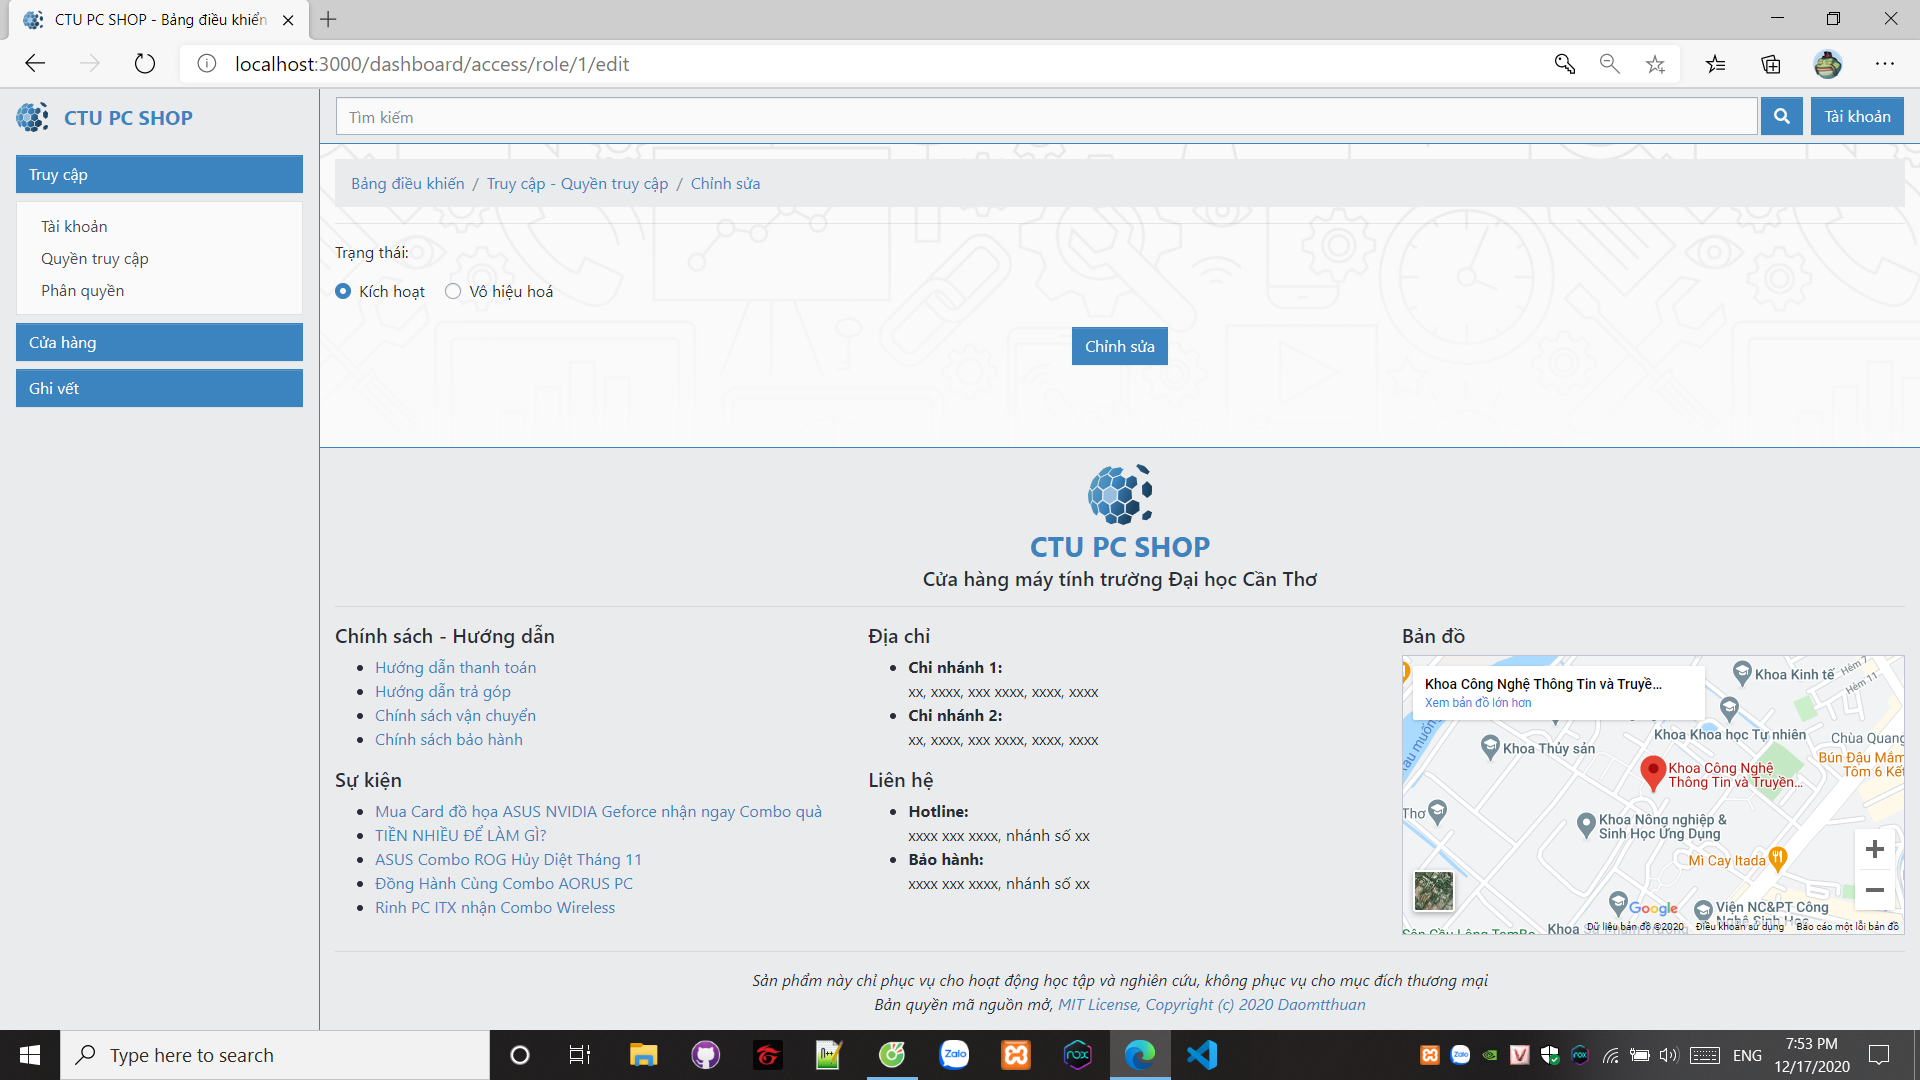 CTU PC SHOP - Bảng điều khiển
localhost:3000/dashboard/access/role/1/edit
CTU PC SHOP
Tìm kiếm
Tài khoản
Truy cập
Tài khoản
Quyền truy cập
Phân quyền
Cửa hàng
Ghi vết
Bảng điều khiển / Truy cập - Quyền truy cập / Chỉnh sửa
Trạng thái:
Kích hoạt
Vô hiệu hoá
Chỉnh sửa
CTU PC SHOP
Cửa hàng máy tính trường Đại học Cần Thơ
Chính sách - Hướng dẫn
Hướng dẫn thanh toán
Hướng dẫn trả góp
Chính sách vận chuyển
Chính sách bảo hành
Sự kiện
Mua Card đồ họa ASUS NVIDIA Geforce nhận ngay Combo quà
TIỀN NHIỀU ĐỂ LÀM GÌ?
ASUS Combo ROG Hủy Diệt Tháng 11
Đồng Hành Cùng Combo AORUS PC
Rinh PC ITX nhận Combo Wireless
Địa chỉ
Chi nhánh 1:
xx, xxxx, xxx xxxx, xxxx, xxxx
Chi nhánh 2:
xx, xxxx, xxx xxxx, xxxx, xxxx
Liên hệ
Hotline:
xxxx xxx xxxx, nhánh số xx
Bảo hành:
xxxx xxx xxxx, nhánh số xx
Bản đồ
Khoa Công Nghệ Thông Tin và Truyề...
Xem bản đồ lớn hơn
Khoa Kinh tế
Hẻm 7
Hẻm 11
Khoa Khoa học Tự nhiên
Chùa Quang
Khoa Thủy sản
Bún Đậu Mắm
Tôm 6 Kết
Khoa Công Nghệ
Thông Tin và Truyền...
Thơ
Khoa Nông nghiệp &
Sinh Học Ứng Dụng
Mì Cay Itada
Google
Viện NC&PT Công
Nghệ Sinh Học
Khoa
Dữ liệu bản đồ ©2020
Điều khoản sử dụng
Báo cáo một lỗi bản đồ
Sản phẩm này chỉ phục vụ cho hoạt động học tập và nghiên cứu, không phục vụ cho mục đích thương mại
Bản quyền mã nguồn mở, MIT License, Copyright (c) 2020 Daomtthuan
Type here to search
Zalo
nox
ENG
7:53 PM
12/17/2020